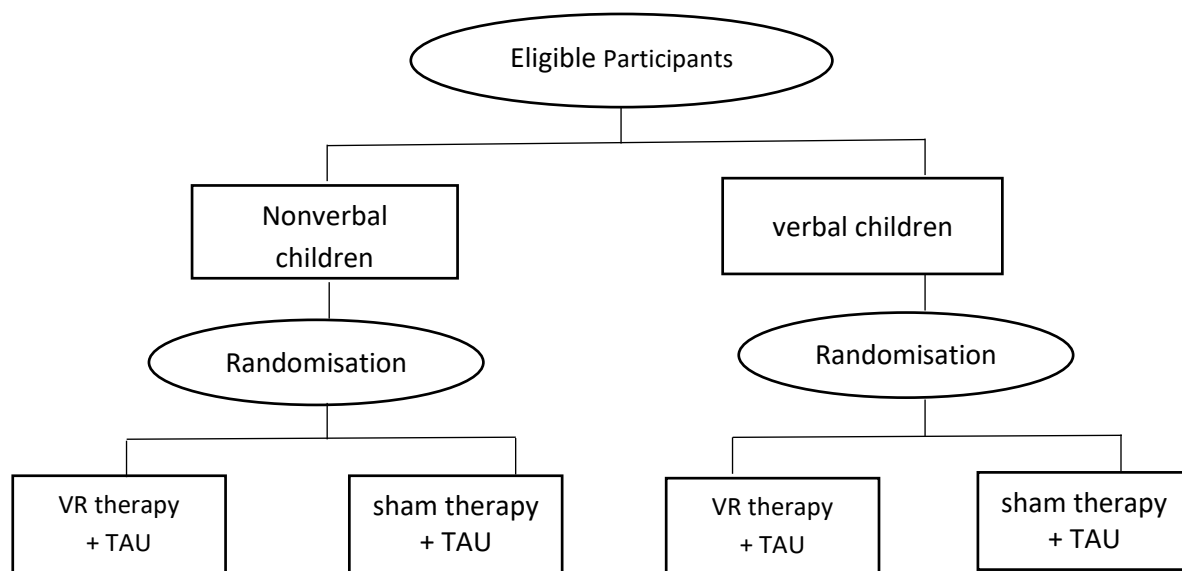 Eligible Participants
Nonverbal
children
verbal children
Randomisation
Randomisation
VR therapy
+ TAU
sham therapy
+ TAU
VR therapy
+ TAU
sham therapy
+ TAU